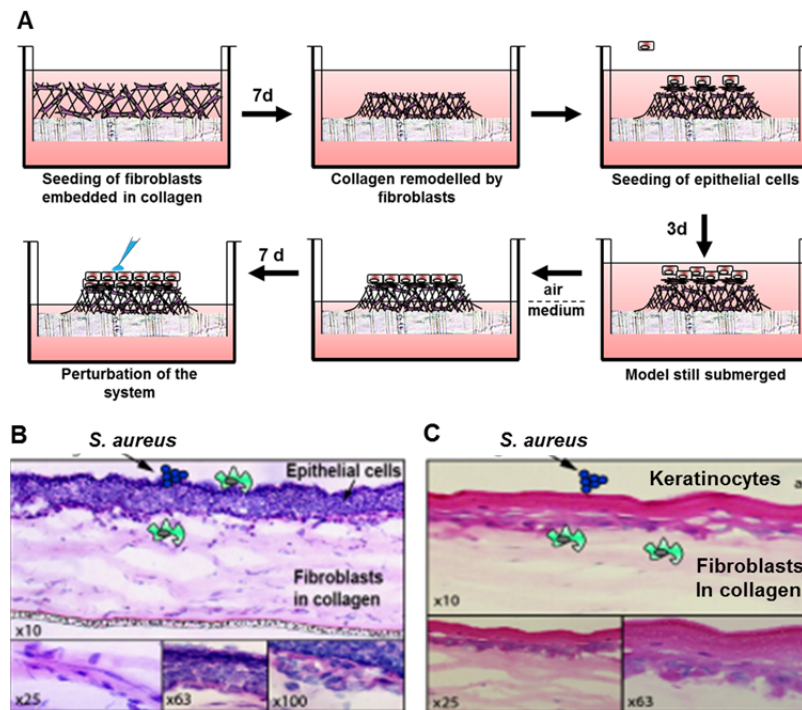 A
7d
Seeding of fibroblasts
embedded in collagen
Collagen remodelled by
fibroblasts
Seeding of epithelial cells
3d
7 d
air
medium
Perturbation of the
system
Model still submerged
B
S. aureus
Epithelial cells
Fibroblasts
in collagen
x10
x25
x63
x100
C
S. aureus
Keratinocytes
a
Fibroblasts
In collagen
x10
x25
x63